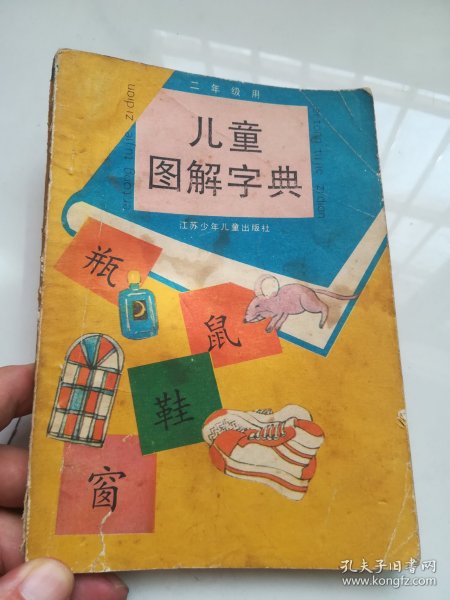 二年级用
儿童
图解字典
江苏少年儿童出版社
瓶
鼠
鞋
窗
孔夫子旧书网
www.kongfz.com